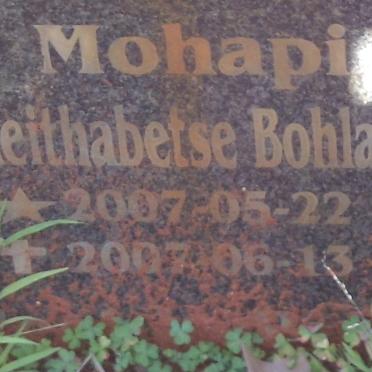 Mohapi
eithabetse Bohla
★ 2007-05-22
✝ 2007-06-13